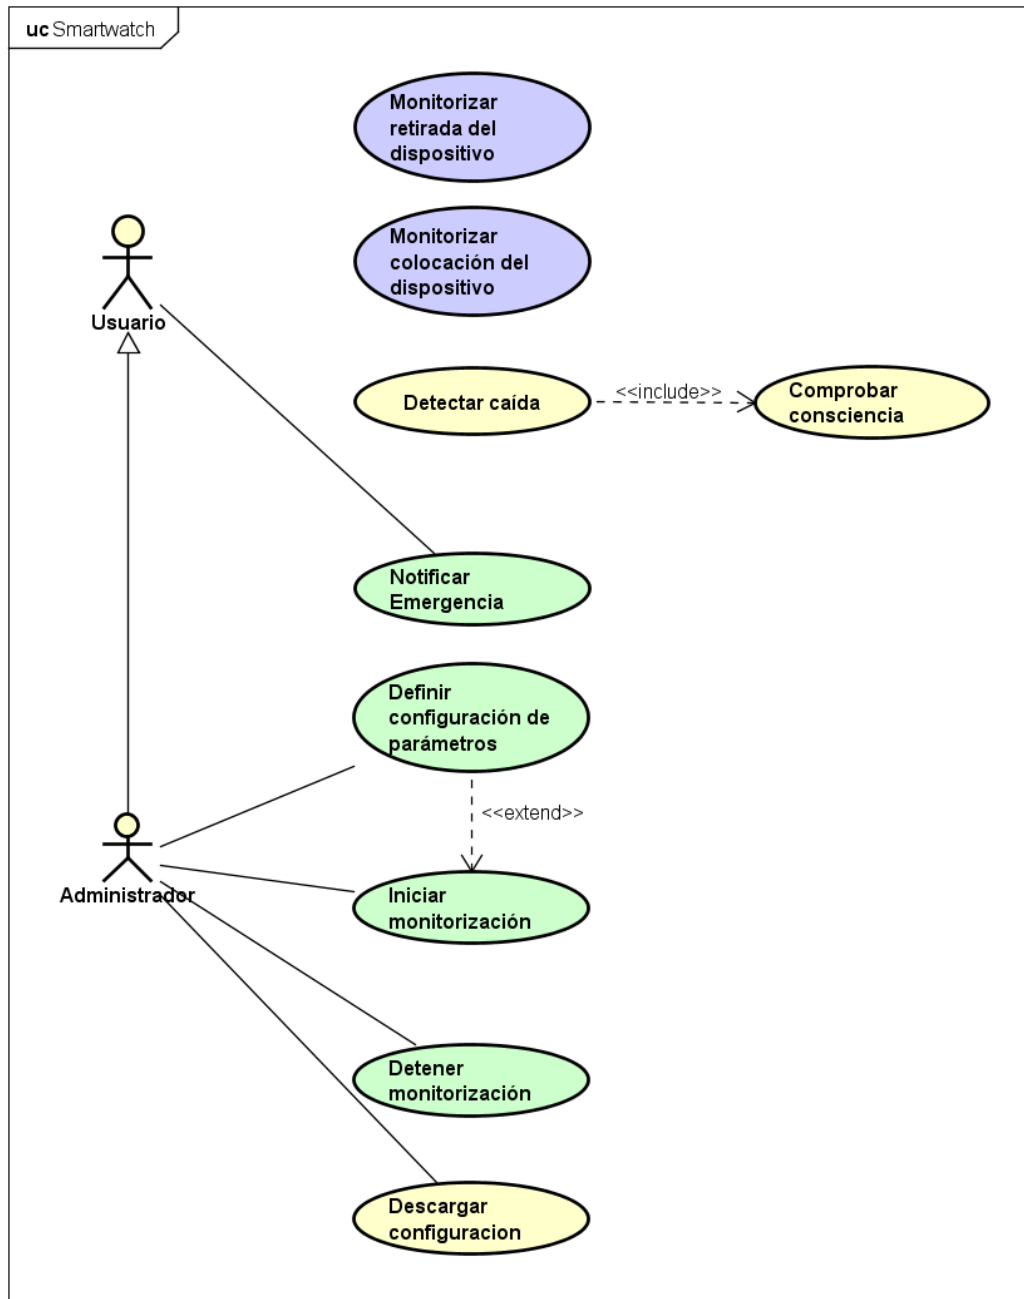 uc Smartwatch
Monitorizar
retirada del
dispositivo
Monitorizar
colocación del
dispositivo
Usuario
Detectar caída
<<include>>
Comprobar
consciencia
Notificar
Emergencia
Definir
configuración de
parámetros
<<extend>>
Administrador
Iniciar
monitorización
Detener
monitorización
Descargar
configuracion